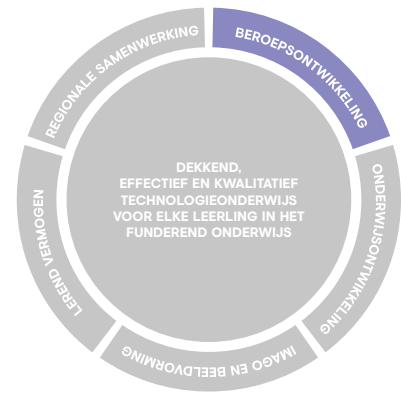 BEROEPSONTWIKKELING
ONDERWIJSONTWIKKELING
IMAGO EN BEELDVORMING
LEREND VERMOGEN
REGIONALE SAMENWERKING
DEKKEND,
EFFECTIEF EN KWALITATIEF
TECHNOLOGIEONDERWIJS
VOOR ELKE LEERLING IN HET
FUNDEREND ONDERWIJS